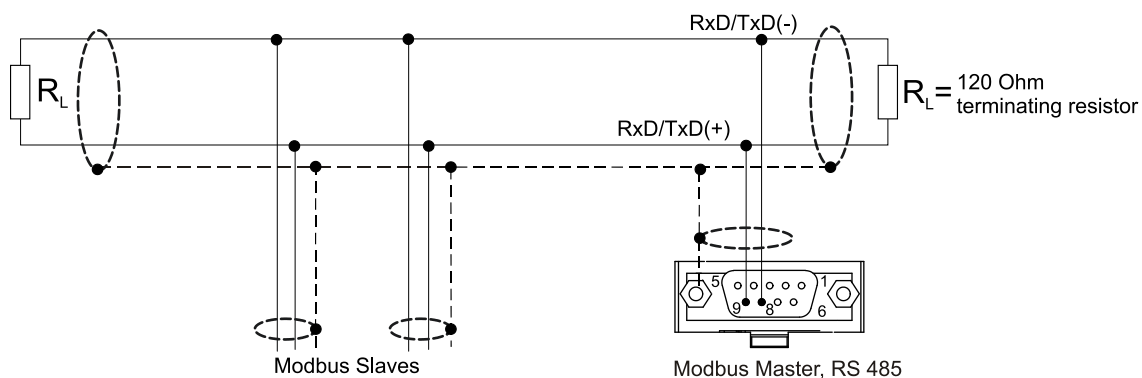 RxD/TxD(-)
RL
RL= 120 Ohm
terminating resistor
RxD/TxD(+)
5
1
9
8
6
Modbus Slaves
Modbus Master, RS 485